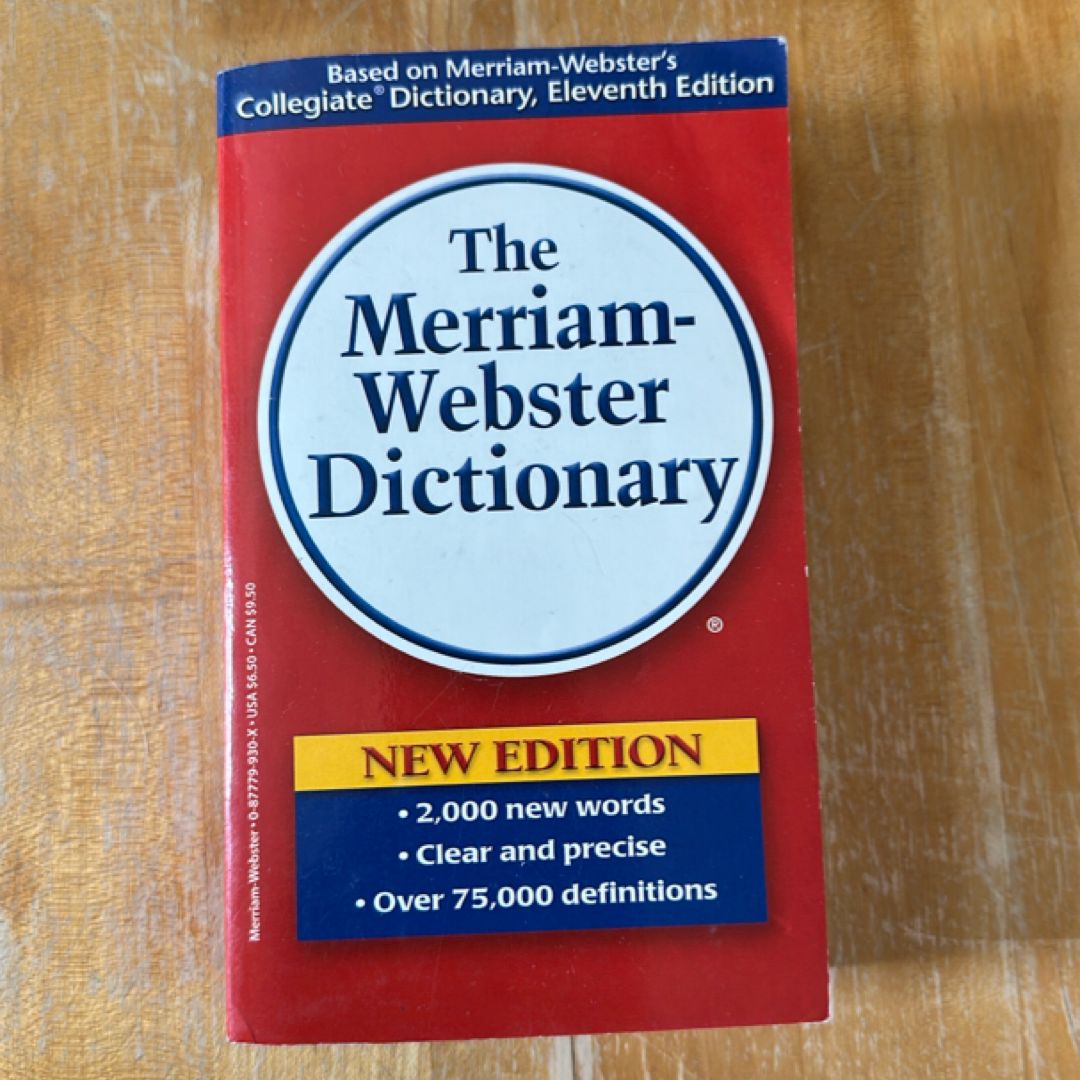 Based on Merriam-Webster's
Collegiate® Dictionary, Eleventh Edition
The
Merriam-
Webster
Dictionary
®
NEW EDITION
• 2,000 new words
• Clear and precise
• Over 75,000 definitions
Merriam-Webster • 0-87779-930-X • USA $6.50 • CAN $9.50